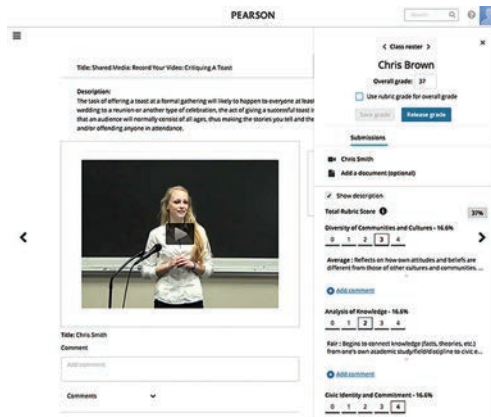 PEARSON
Search
Title: Shared Media: Record Your Video: Critiquing A Toast
Description:
The task of offering a toast at a formal gathering will likely to happen to everyone at least
wedding to a reunion or another type of celebration, the act of giving a successful toast i
that an audience will normally consist of all ages, thus making the stories you tell and the
and/or offending anyone in attendance.
Title: Chris Smith
Comment
Add comment
Comments
< Class roster >
Chris Brown
Overall grade: 37
Use rubric grade for overall grade
Save grade
Release grade
Submissions
Chris Smith
Add a document (optional)
Show description
Total Rubric Score
37%
Diversity of Communities and Cultures - 16.6%
0 1 2 3 4
Average : Reflects on how own attitudes and beliefs are
different from those of other cultures and communities. ...
Add comment
Analysis of Knowledge - 16.6%
0 1 2 3 4
Fair : Begins to connect knowledge (facts, theories, etc.)
from one's own academic study/field/discipline to civic e...
Add comment
Civic Identity and Commitment - 16.6%
0 1 2 3 4